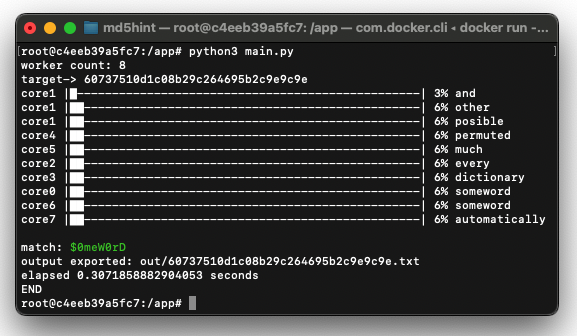 md5hint — root@c4eeb39a5fc7: /app — com.docker.cli ◂ docker run -...
[root@c4eeb39a5fc7:/app# python3 main.py ]
worker count: 8
target-> 60737510d1c08b29c264695b2c9e9c9e
core1 |█--------------------------------------------------| 3% and
core1 |██-------------------------------------------------| 6% other
core1 |██-------------------------------------------------| 6% posible
core4 |██-------------------------------------------------| 6% permuted
core5 |██-------------------------------------------------| 6% much
core2 |██-------------------------------------------------| 6% every
core3 |██-------------------------------------------------| 6% dictionary
core0 |██-------------------------------------------------| 6% someword
core6 |██-------------------------------------------------| 6% someword
core7 |██-------------------------------------------------| 6% automatically
match: $0meW0rD
output exported: out/60737510d1c08b29c264695b2c9e9c9e.txt
elapsed 0.3071858882904053 seconds
END
root@c4eeb39a5fc7:/app#